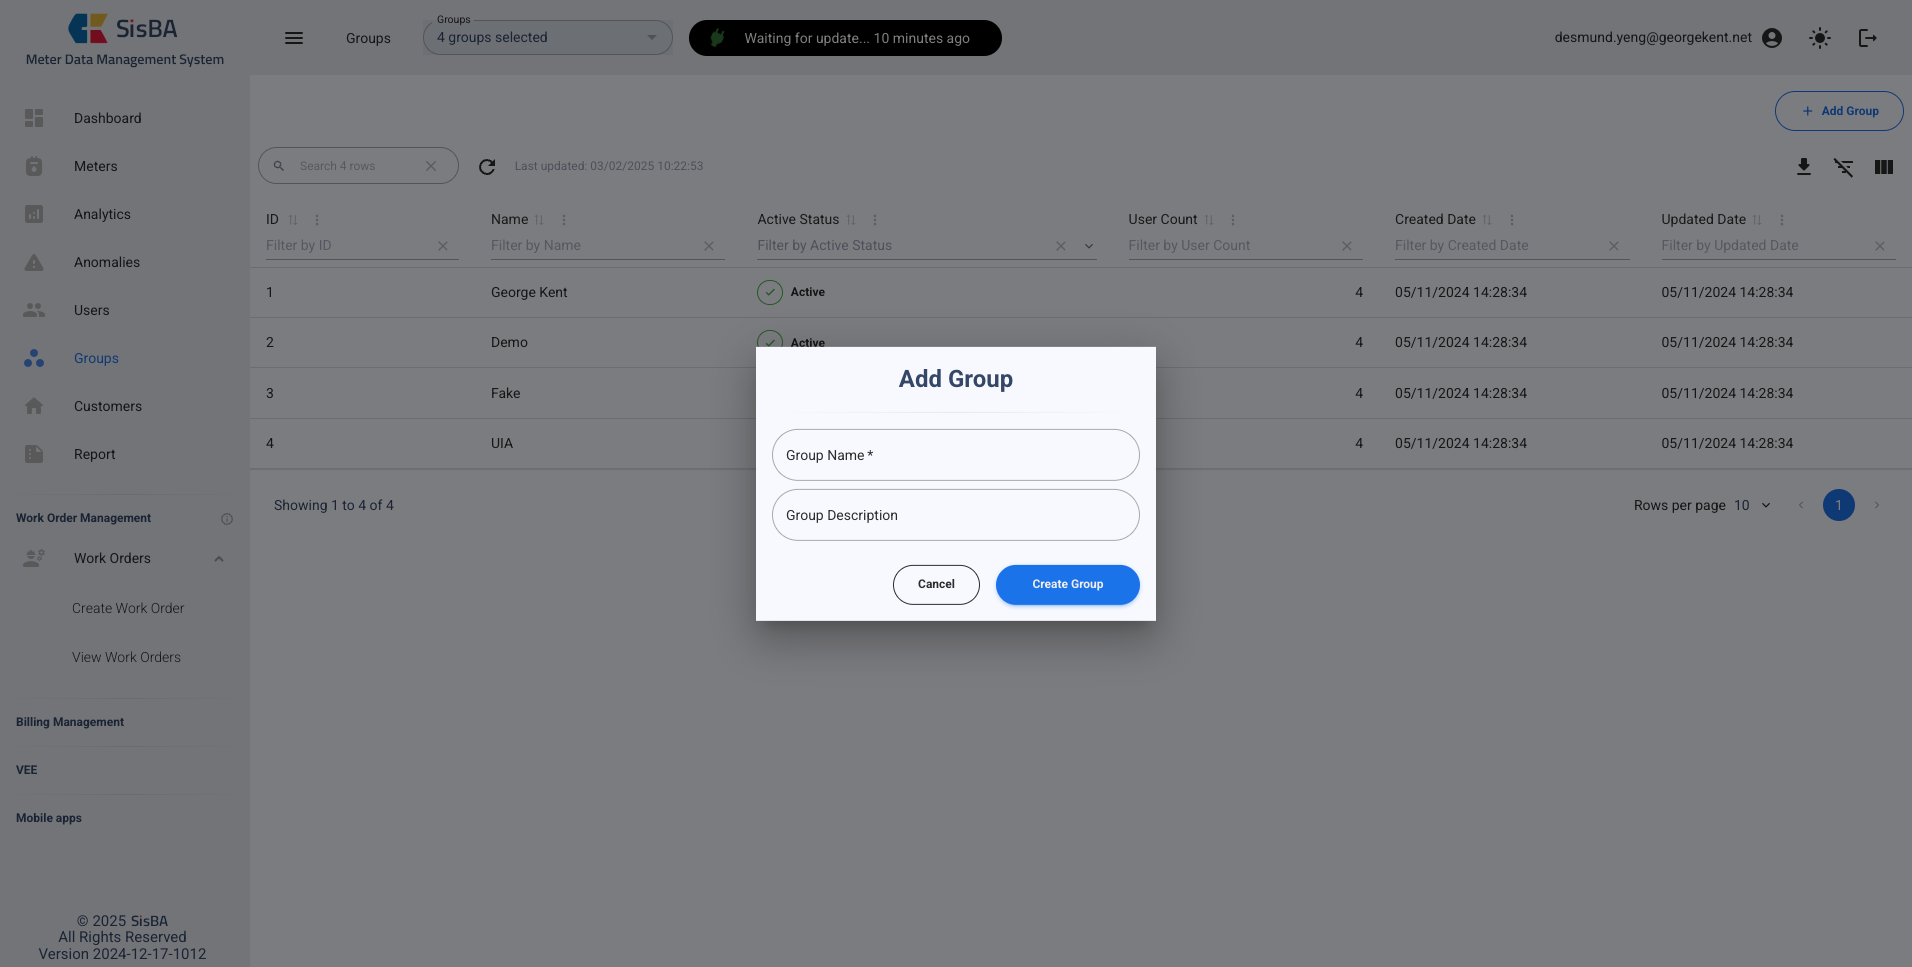 SisBA
Meter Data Management System
Groups
Groups
4 groups selected
Waiting for update... 10 minutes ago
desmund.yeng@georgekent.net
Dashboard
Meters
Analytics
Anomalies
Users
Groups
Customers
Report
Work Order Management
Work Orders
Create Work Order
View Work Orders
Billing Management
VEE
Mobile apps
© 2025 SisBA
All Rights Reserved
Version 2024-12-17-1012
+ Add Group
Search 4 rows
Last updated: 03/02/2025 10:22:53
ID Name Active Status User Count Created Date Updated Date
Filter by ID Filter by Name Filter by Active Status Filter by User Count Filter by Created Date Filter by Updated Date
1 George Kent Active 4 05/11/2024 14:28:34 05/11/2024 14:28:34
2 Demo Active 4 05/11/2024 14:28:34 05/11/2024 14:28:34
3 Fake 4 05/11/2024 14:28:34 05/11/2024 14:28:34
4 UIA 4 05/11/2024 14:28:34 05/11/2024 14:28:34
Showing 1 to 4 of 4
Rows per page 10 1
Add Group
Group Name *
Group Description
Cancel Create Group